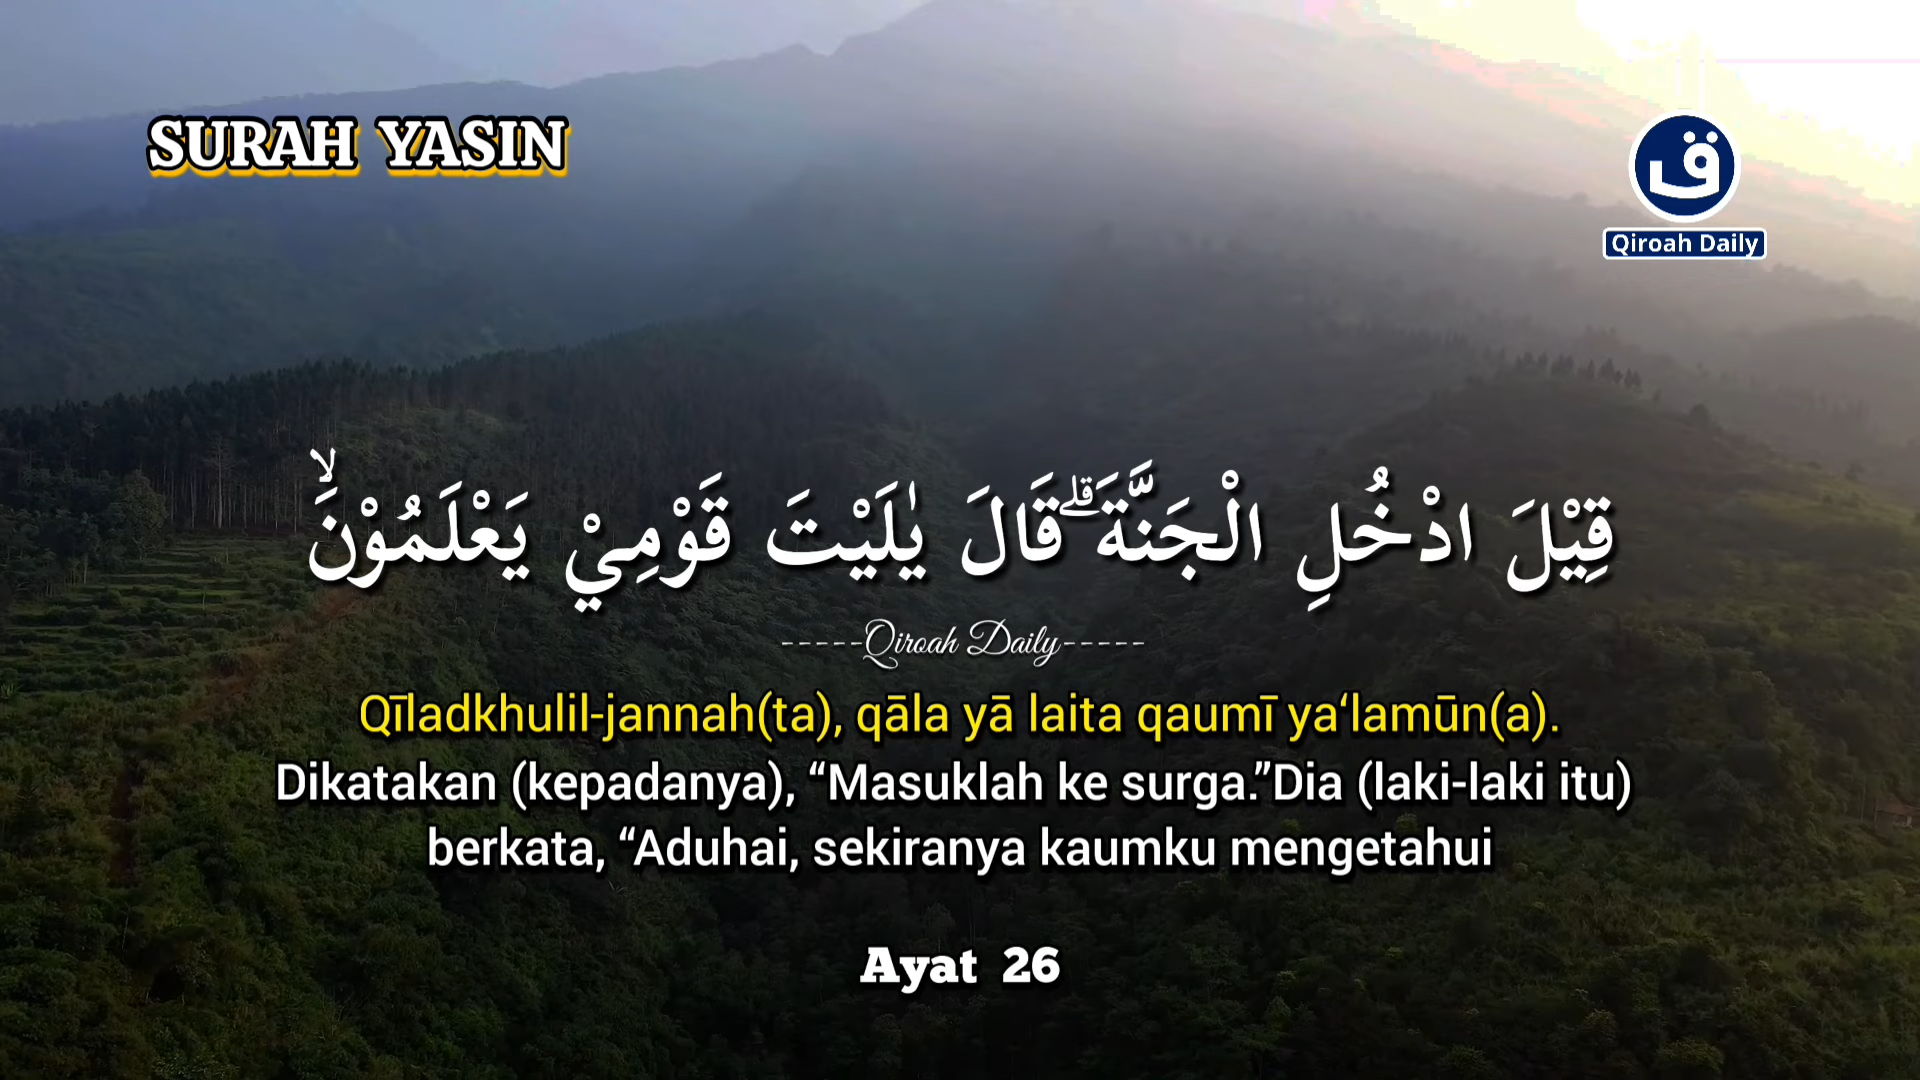 SURAH YASIN
ق
Qiroah Daily
قِيْلَ ادْخُلِ الْجَنَّةَ ۗقَالَ يٰلَيْتَ قَوْمِيْ يَعْلَمُوْنَۙ
-----Qiroah Daily-----
Qīladkhulil-jannah(ta), qāla yā laita qaumī ya‘lamūn(a).
Dikatakan (kepadanya), “Masuklah ke surga.”Dia (laki-laki itu)
berkata, “Aduhai, sekiranya kaumku mengetahui
Ayat 26